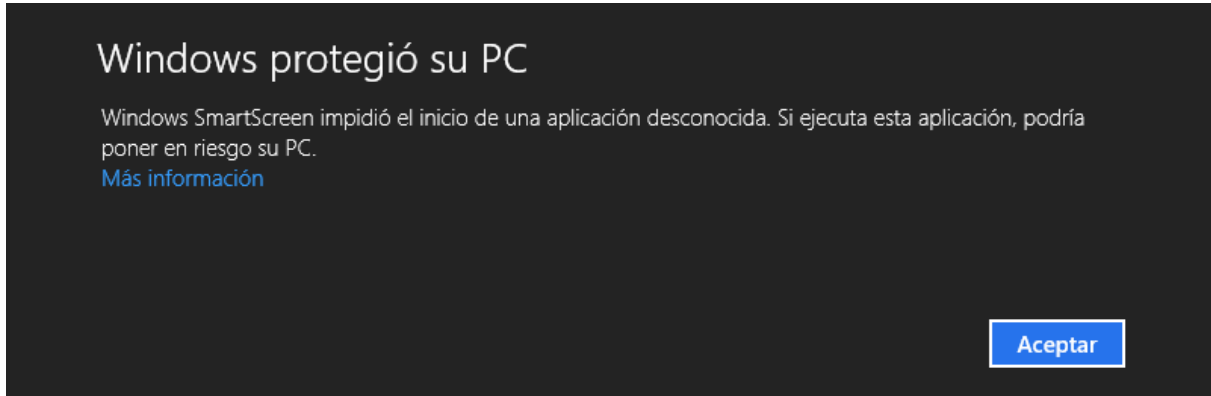 Windows protegió su PC
Windows SmartScreen impidió el inicio de una aplicación desconocida. Si ejecuta esta aplicación, podría
poner en riesgo su PC.
Más información
Aceptar